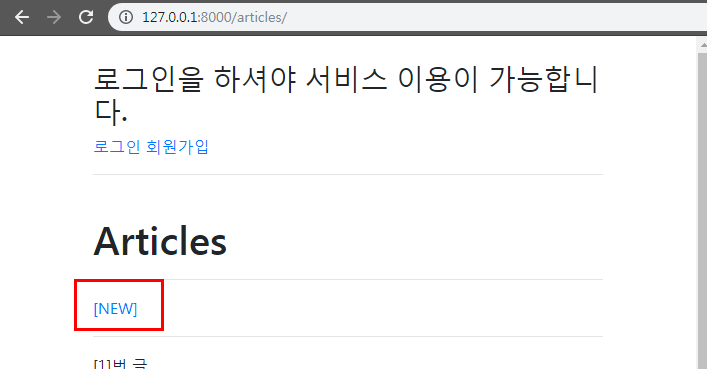 127.0.0.1:8000/articles/
로그인을 하셔야 서비스 이용이 가능합니
다.
로그인 회원가입
Articles
[NEW]
[1]번 글